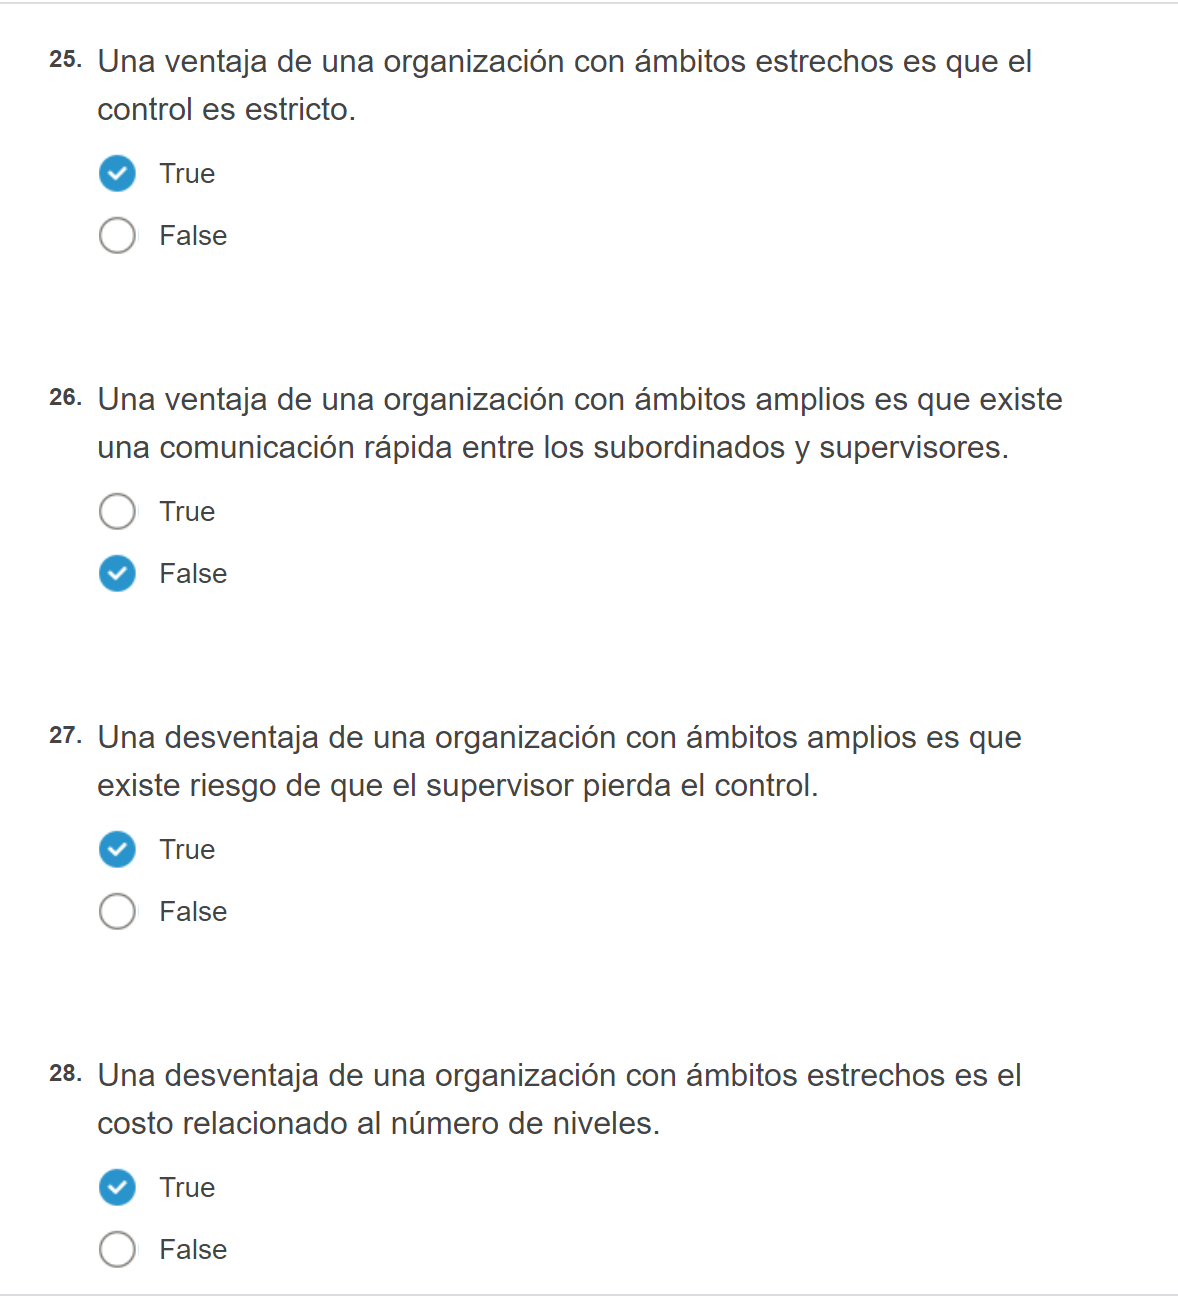 25. Una ventaja de una organización con ámbitos estrechos es que el
control es estricto.
True
False
26. Una ventaja de una organización con ámbitos amplios es que existe
una comunicación rápida entre los subordinados y supervisores.
True
False
27. Una desventaja de una organización con ámbitos amplios es que
existe riesgo de que el supervisor pierda el control.
True
False
28. Una desventaja de una organización con ámbitos estrechos es el
costo relacionado al número de niveles.
True
False